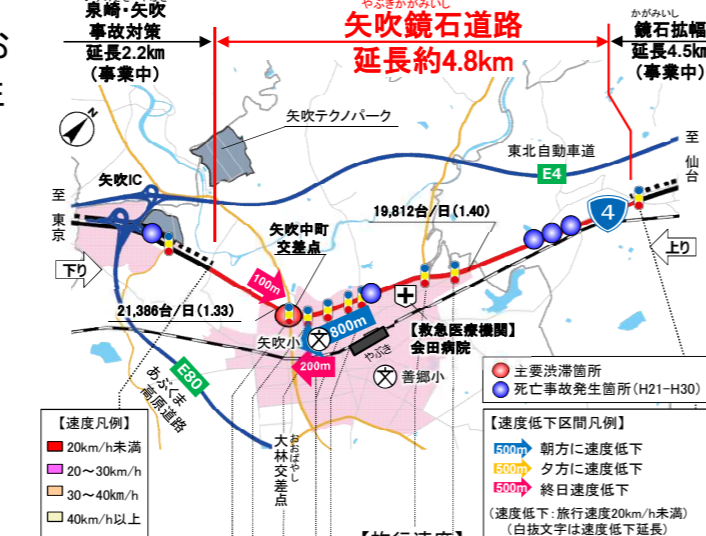 泉崎・矢吹
事故対策
延長2.2km
（事業中）
やぶきかがみいし
矢吹鏡石道路
延長約4.8km
かがみいし
鏡石拡幅
延長4.5km
（事業中）
お
N
矢吹テクノパーク
東北自動車道
E4
至 仙台
矢吹IC
至 東京
4
下り
上り
矢吹中町
交差点
19,812台/日(1.40)
100m
21,386台/日(1.33)
矢吹小
800m
200m
やぶき
【救急医療機関】
会田病院
善郷小
あぶくま
高原道路
E80
おおばやし
大林交差点
主要渋滞箇所
死亡事故発生箇所(H21-H30)
【速度凡例】
20km/h未満
20～30km/h
30～40km/h
40km/h以上
【速度低下区間凡例】
500m 朝方に速度低下
500m 夕方に速度低下
500m 終日速度低下
(速度低下：旅行速度20km/h未満)
(白抜文字は速度低下延長)
【旅行速度】